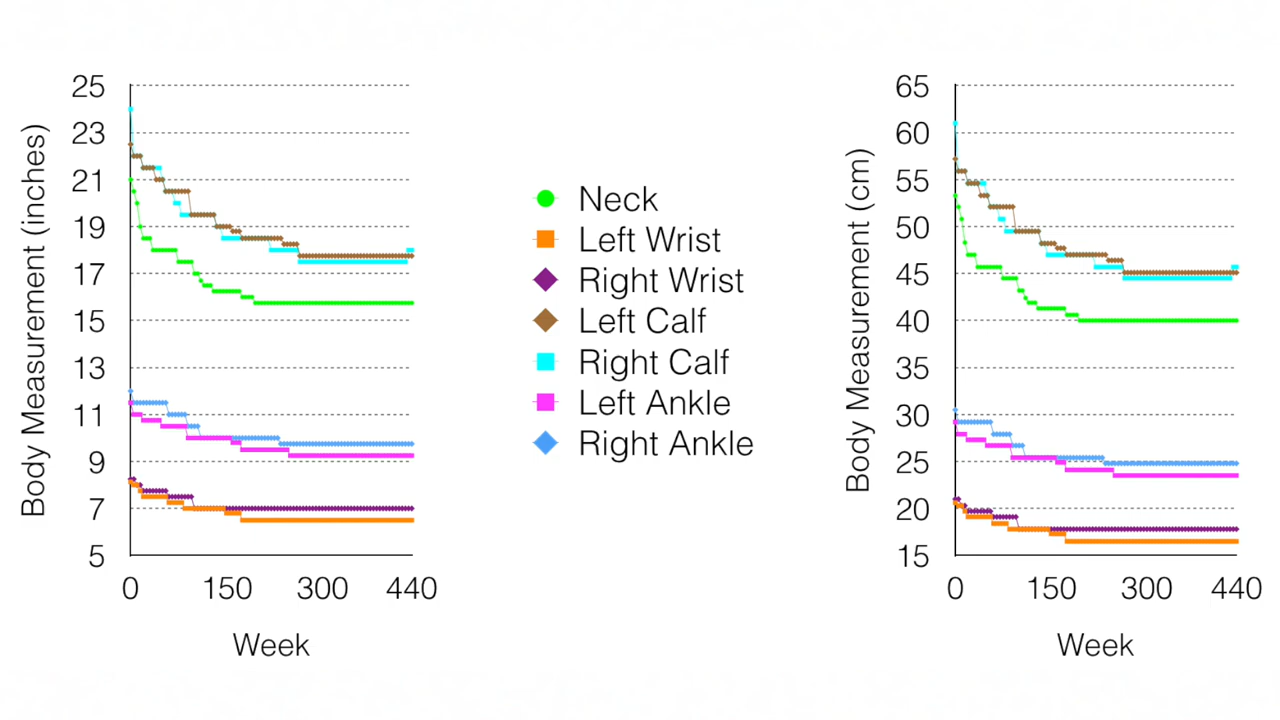 Body Measurement (inches)
25
23
21
19
17
15
13
11
9
7
5
0 150 300 440
Week
Neck
Left Wrist
Right Wrist
Left Calf
Right Calf
Left Ankle
Right Ankle
Body Measurement (cm)
65
60
55
50
45
40
35
30
25
20
15
0 150 300 440
Week